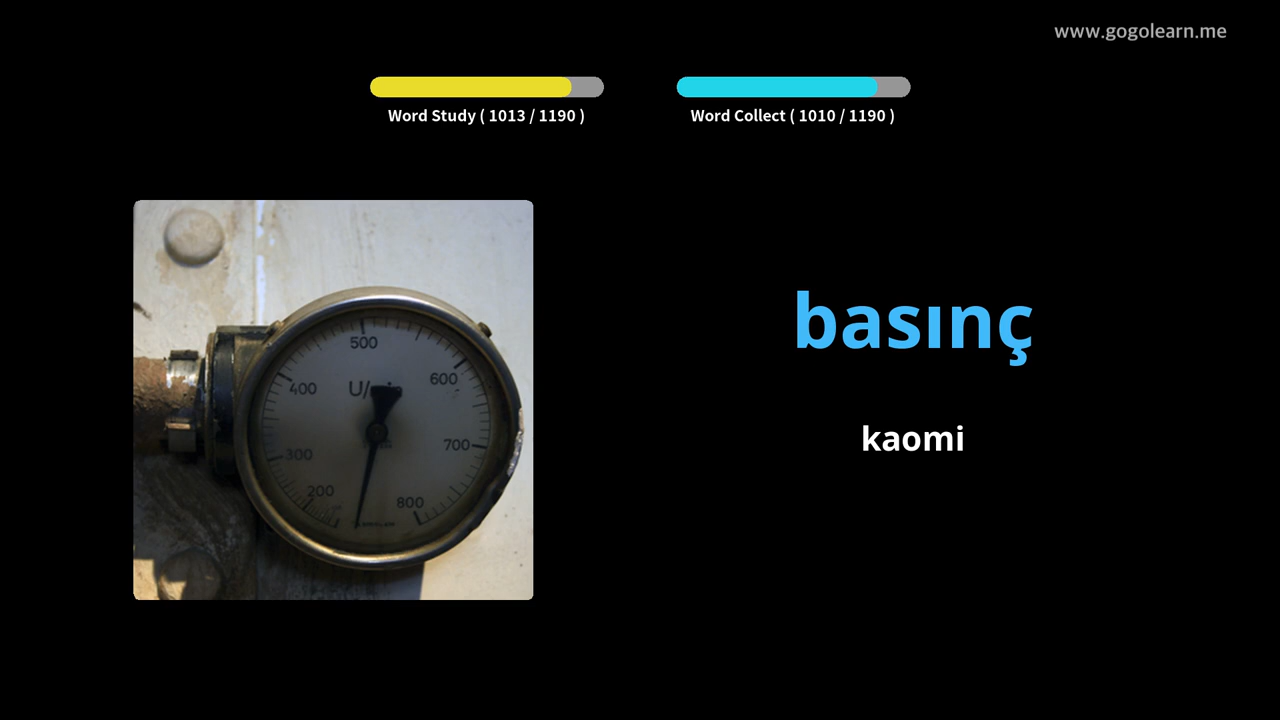 www.gogolearn.me
Word Study ( 1013 / 1190 )
Word Collect ( 1010 / 1190 )
500
400
600
U/
700
300
200
800
basınç
kaomi